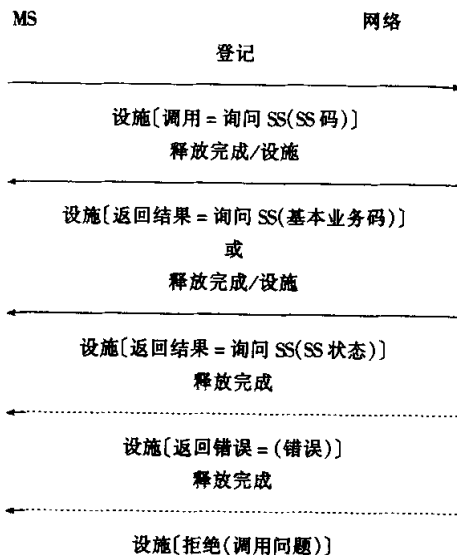 MS 网络
登记
设施〔调用=询问 SS(SS 码)〕
释放完成/设施
设施〔返回结果=询问 SS(基本业务码)〕
或
释放完成/设施
设施〔返回结果=询问 SS(SS 状态)〕
释放完成
设施〔返回错误=(错误)〕
释放完成
设施〔拒绝(调用问题)〕